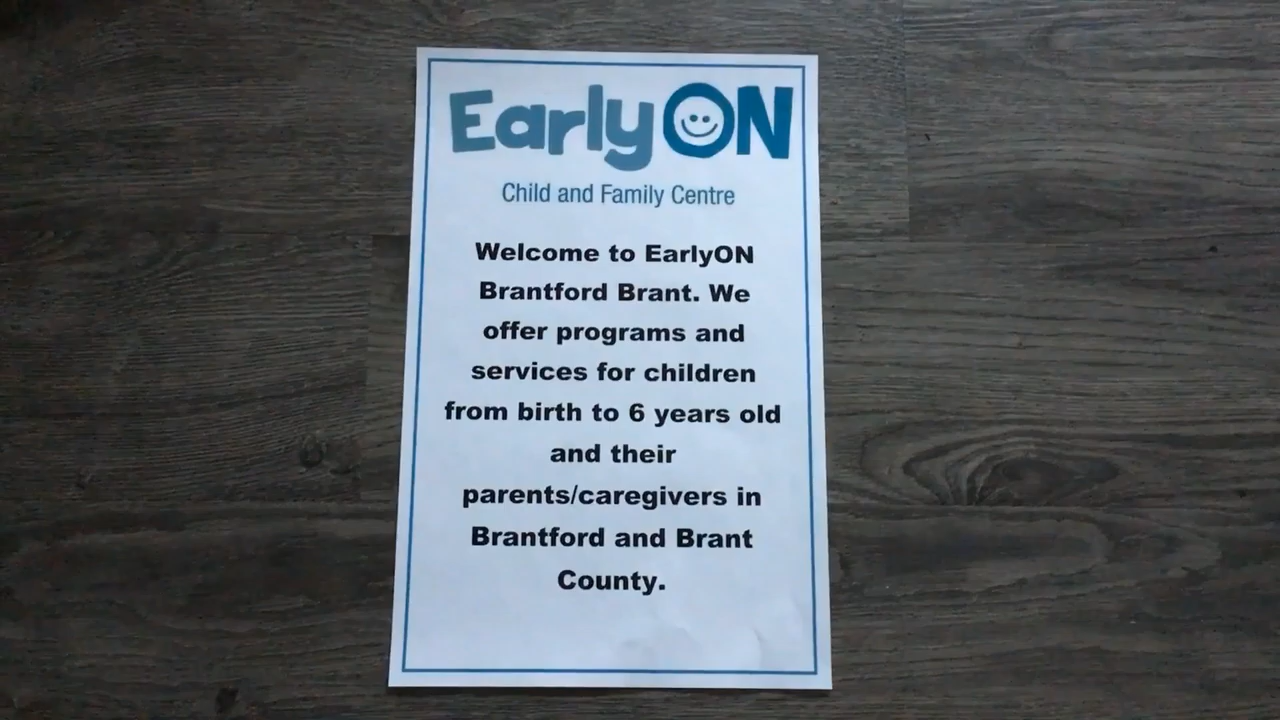 EarlyON
Child and Family Centre
Welcome to EarlyON
Brantford Brant. We
offer programs and
services for children
from birth to 6 years old
and their
parents/caregivers in
Brantford and Brant
County.